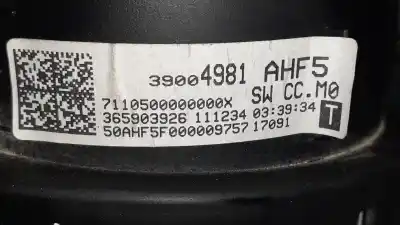 39004981 AHF5
7110500000000X SW CC.M0
365903926 111234 03:39:34
50AHF5F000009757 17091 T